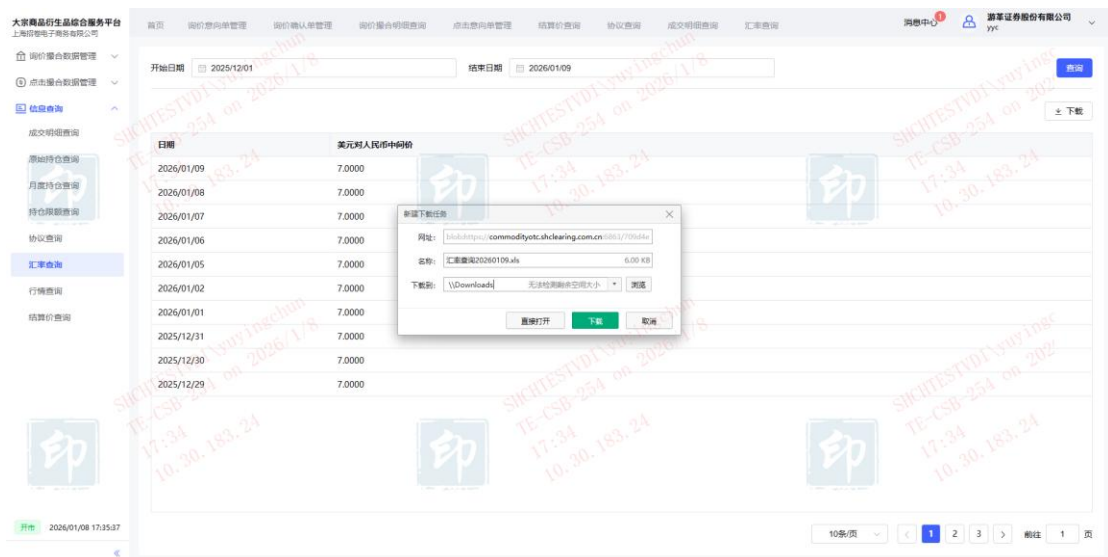 大宗商品衍生品综合服务平台
上海招卷电子商务有限公司
首页 询价意向单管理 询价确认单管理 询价撮合明细查询 点击意向单管理 结算价查询 协议查询 成交明细查询 汇率查询
消息中心 1
游革证券股份有限公司
yyc
询价撮合数据管理
点击撮合数据管理
信息查询
成交明细查询
原始持仓查询
月度持仓查询
持仓限额查询
协议查询
汇率查询
行情查询
结算价查询
开市 2026/01/08 17:35:37
开始日期 2025/12/01 结束日期 2026/01/09 查询
下载
日期 美元对人民币中间价
2026/01/09 7.0000
2026/01/08 7.0000
2026/01/07 7.0000
2026/01/06 7.0000
2026/01/05 7.0000
2026/01/02 7.0000
2026/01/01 7.0000
2025/12/31 7.0000
2025/12/30 7.0000
2025/12/29 7.0000
新建下载任务
网址: blob:https://commodityotc.shclearing.com.cn:6863/709d4e
名称: 汇率查询20260109.xls 6.00 KB
下载到: \\Downloads 无法检测剩余空间大小 浏览
直接打开 下载 取消
10条/页 1 2 3 前往 1 页
SHCHTESTVDI\yuyingchun
TE-CSB-254 on 2026/1/8
17:34
10.30.183.24
印